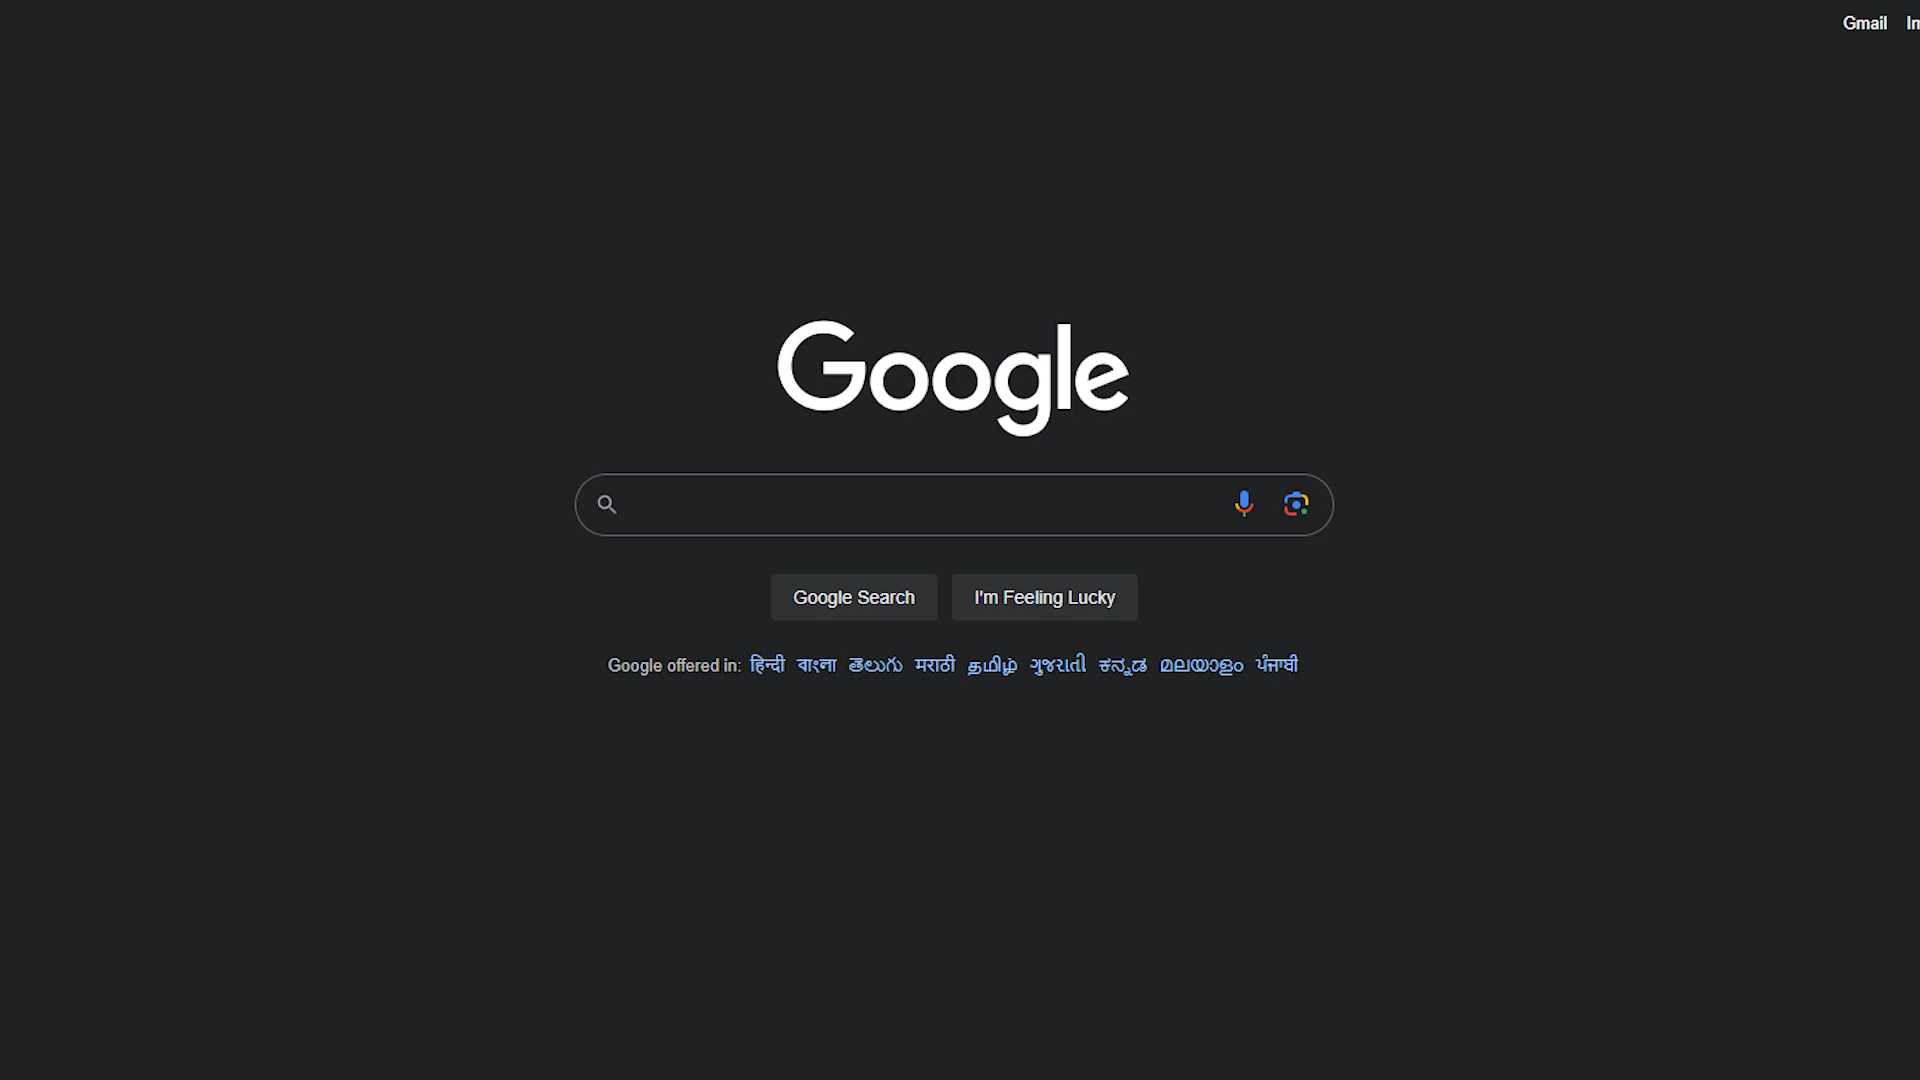 Gmail
Google
Google Search I'm Feeling Lucky
Google offered in: हिन्दी বাংলা తెలుగు मराठी தமிழ் ગુજરાતી ಕನ್ನಡ മലയാളം ਪੰਜਾਬੀ